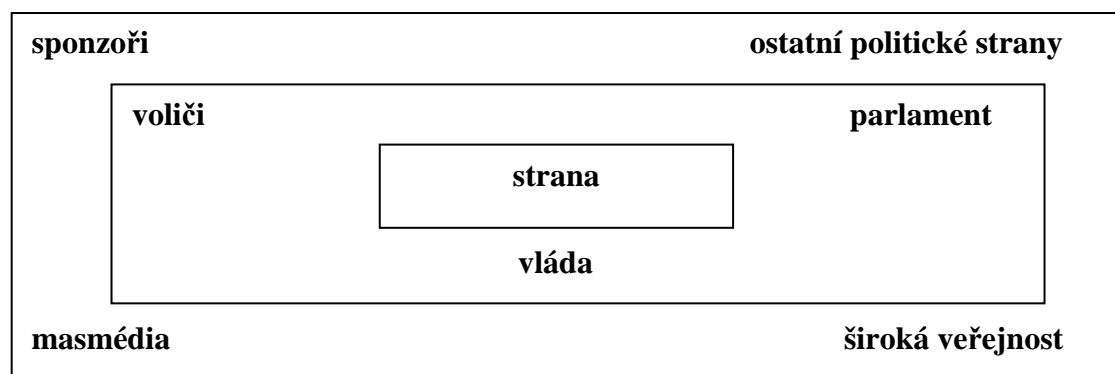 sponzoři ostatní politické strany
voliči parlament
strana
vláda
masmédia široká veřejnost